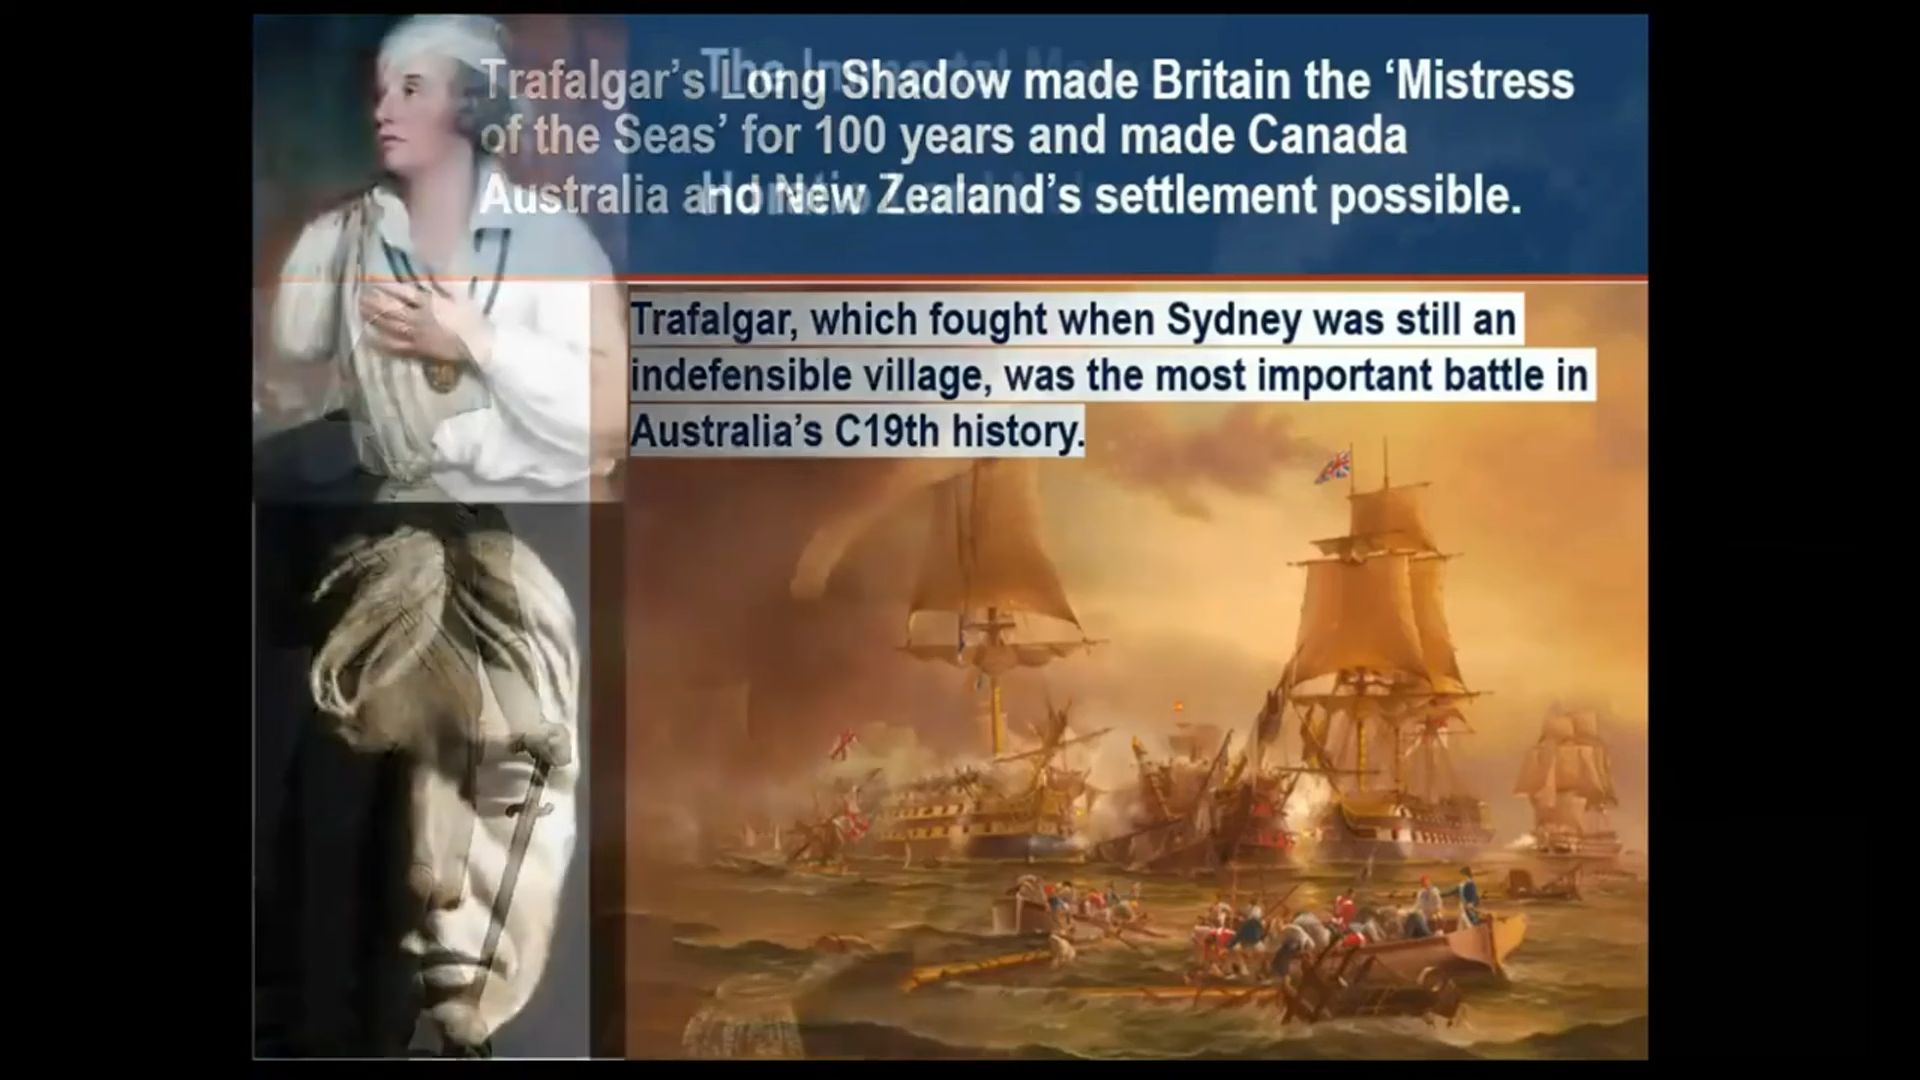 Trafalgar's Long Shadow made Britain the ‘Mistress
of the Seas’ for 100 years and made Canada
Australia and New Zealand’s settlement possible.
The Immortal
Trafalgar, which fought when Sydney was still an
indefensible village, was the most important battle in
Australia’s C19th history.